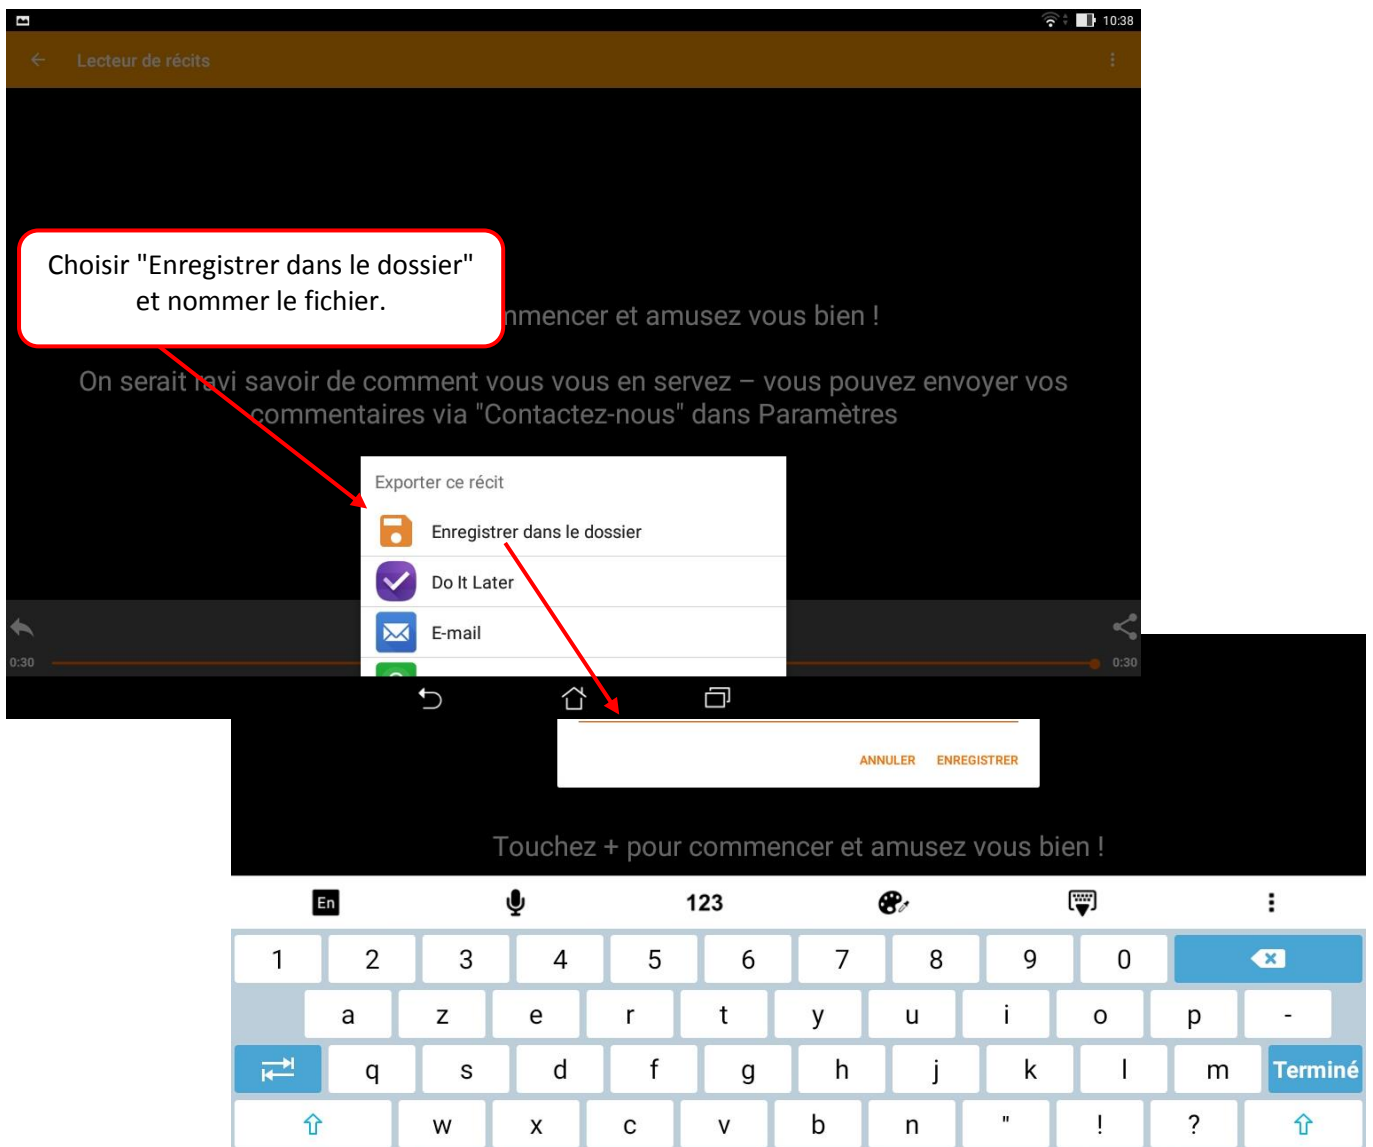 10:38
Lecteur de récits
Choisir "Enregistrer dans le dossier"
et nommer le fichier.
mmencer et amusez vous bien !
On serait ravi savoir de comment vous vous en servez – vous pouvez envoyer vos
commentaires via "Contactez-nous" dans Paramètres
Exporter ce récit
Enregistrer dans le dossier
Do It Later
E-mail
0:30
0:30
ANNULER ENREGISTRER
Touchez + pour commencer et amusez vous bien !
En 123
1 2 3 4 5 6 7 8 9 0
a z e r t y u i o p -
q s d f g h j k l m Terminé
w x c v b n " ! ?